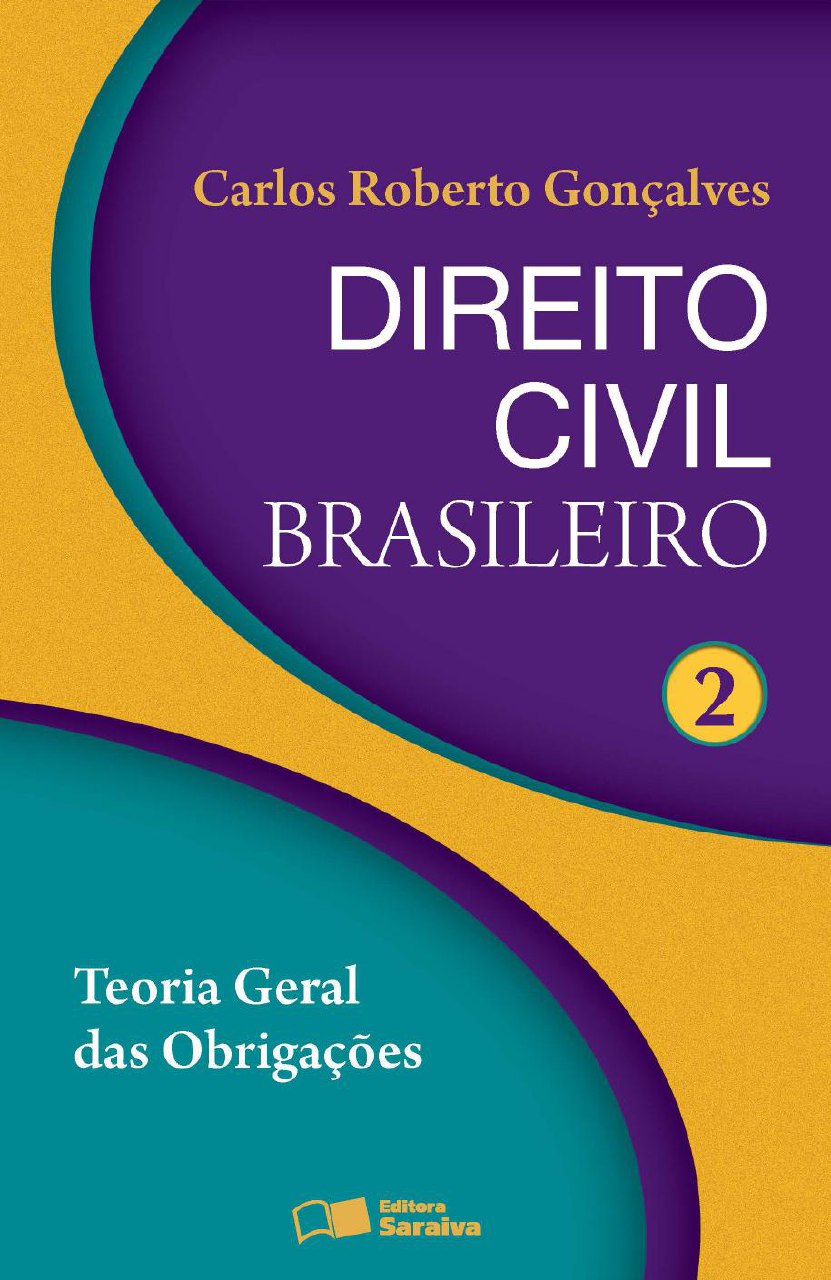 Carlos Roberto Gonçalves
DIREITO
CIVIL
BRASILEIRO
2
Teoria Geral
das Obrigações
Editora
Saraiva